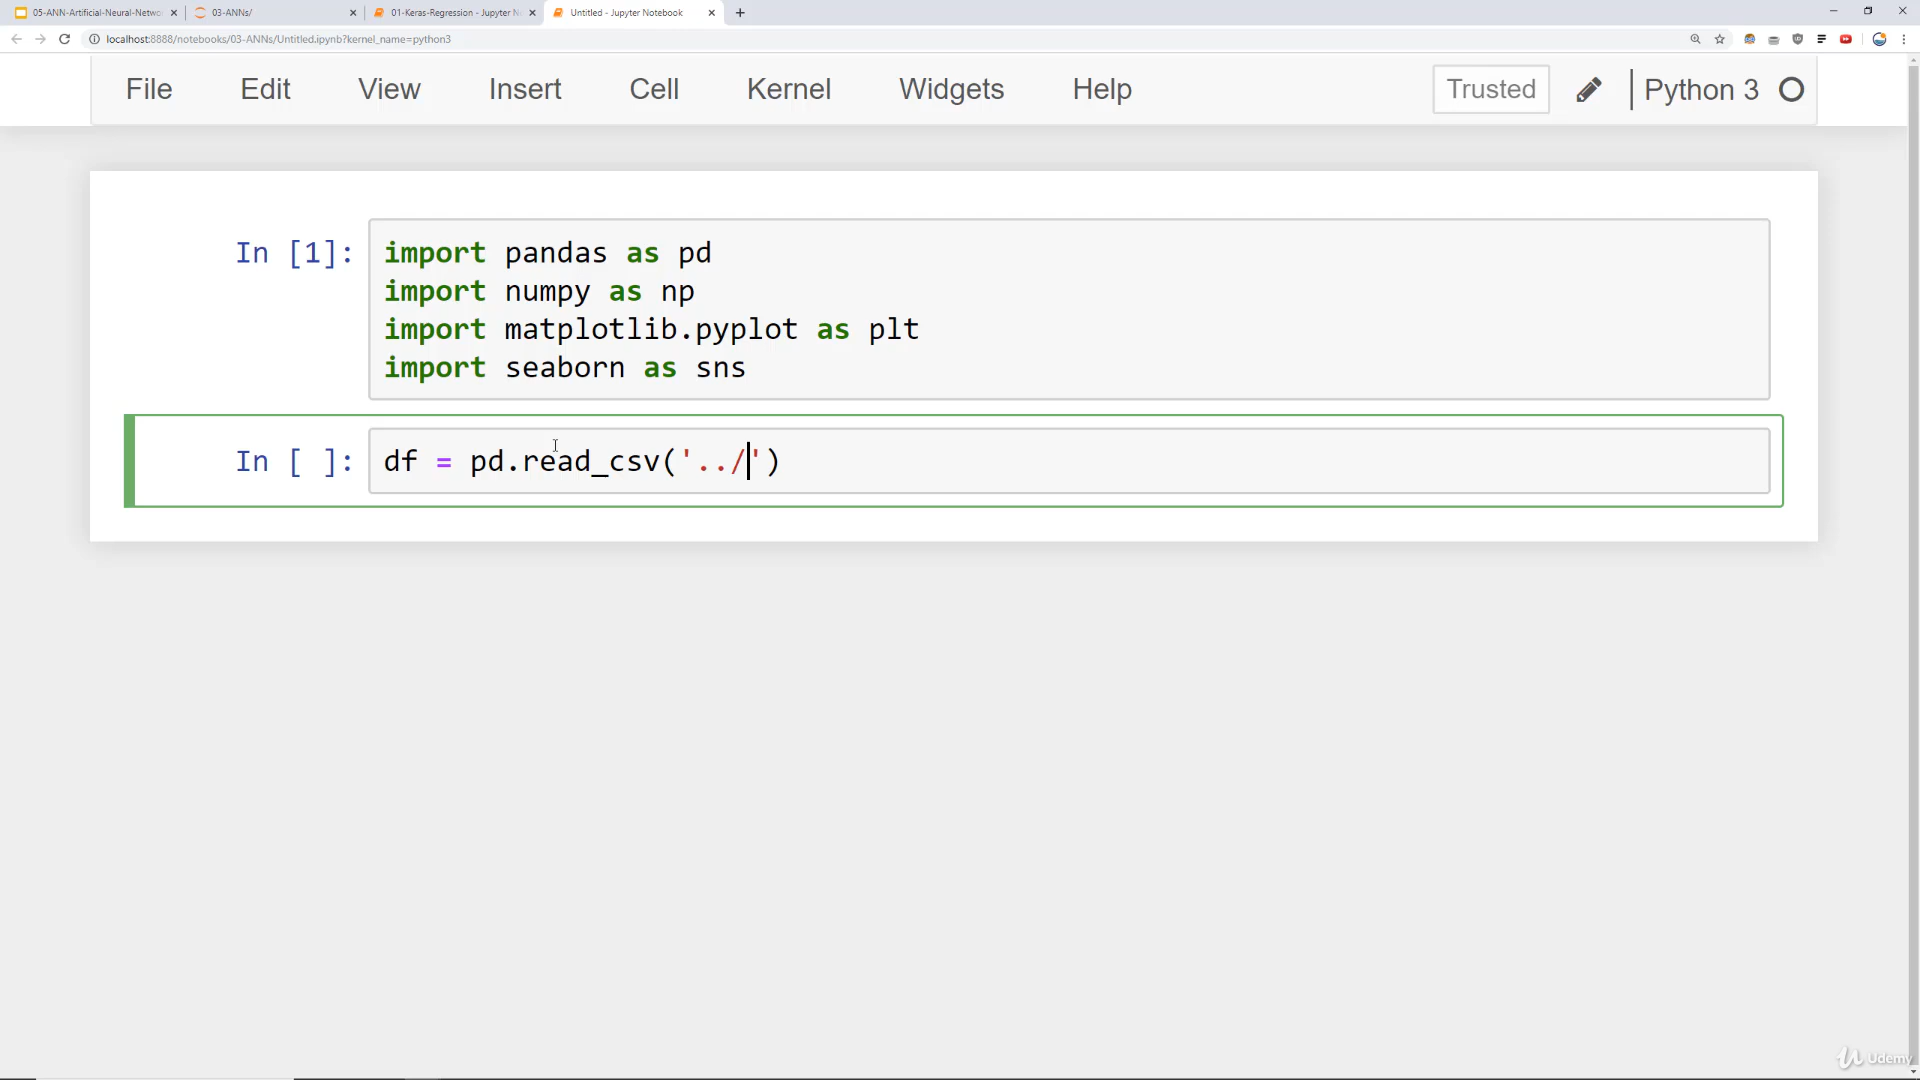 05-ANN-Artificial-Neural-Netwo
03-ANNs/
01-Keras-Regression - Jupyter N
Untitled - Jupyter Notebook
localhost:8888/notebooks/03-ANNs/Untitled.ipynb?kernel_name=python3
File Edit View Insert Cell Kernel Widgets Help Trusted Python 3
In [1]: import pandas as pd
import numpy as np
import matplotlib.pyplot as plt
import seaborn as sns
In [ ]: df = pd.read_csv('../')
Udemy